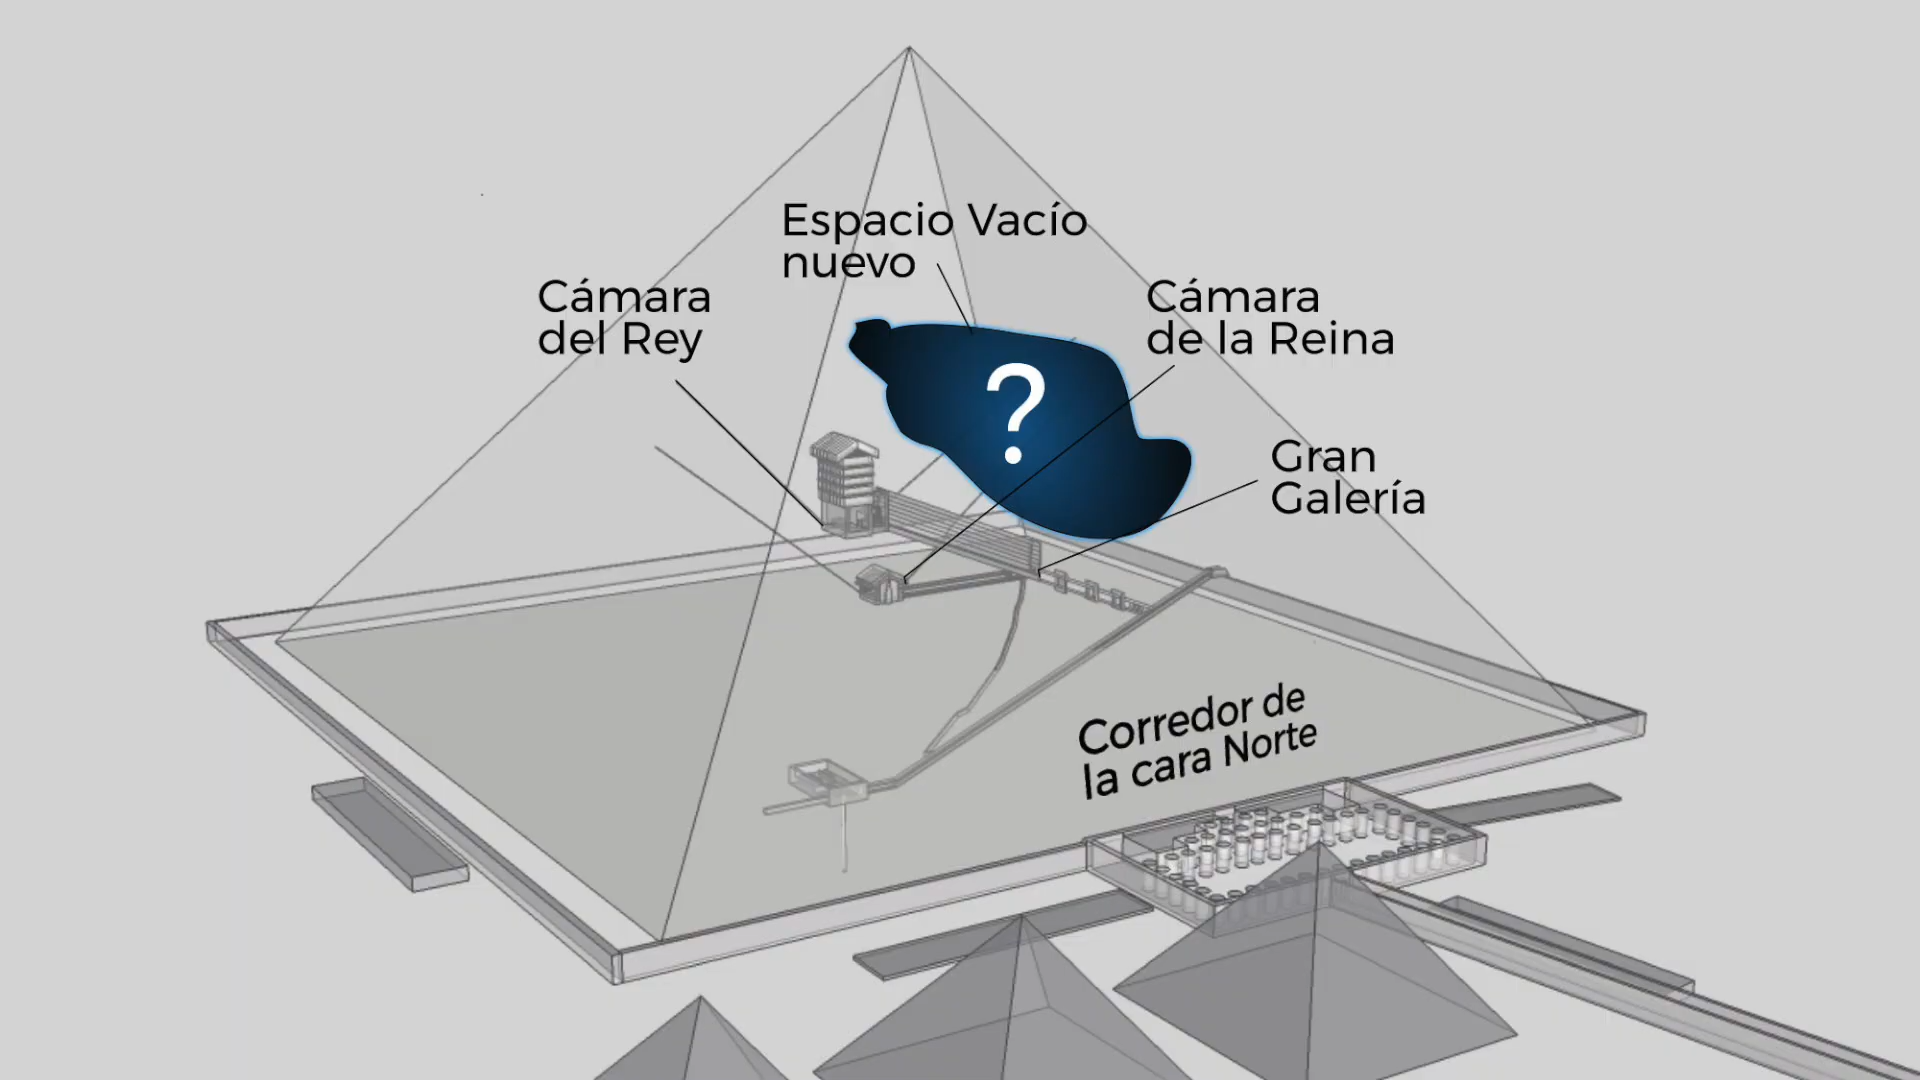 Espacio Vacío
nuevo
Cámara
del Rey
Cámara
de la Reina
?
Gran
Galería
Corredor de
la cara Norte